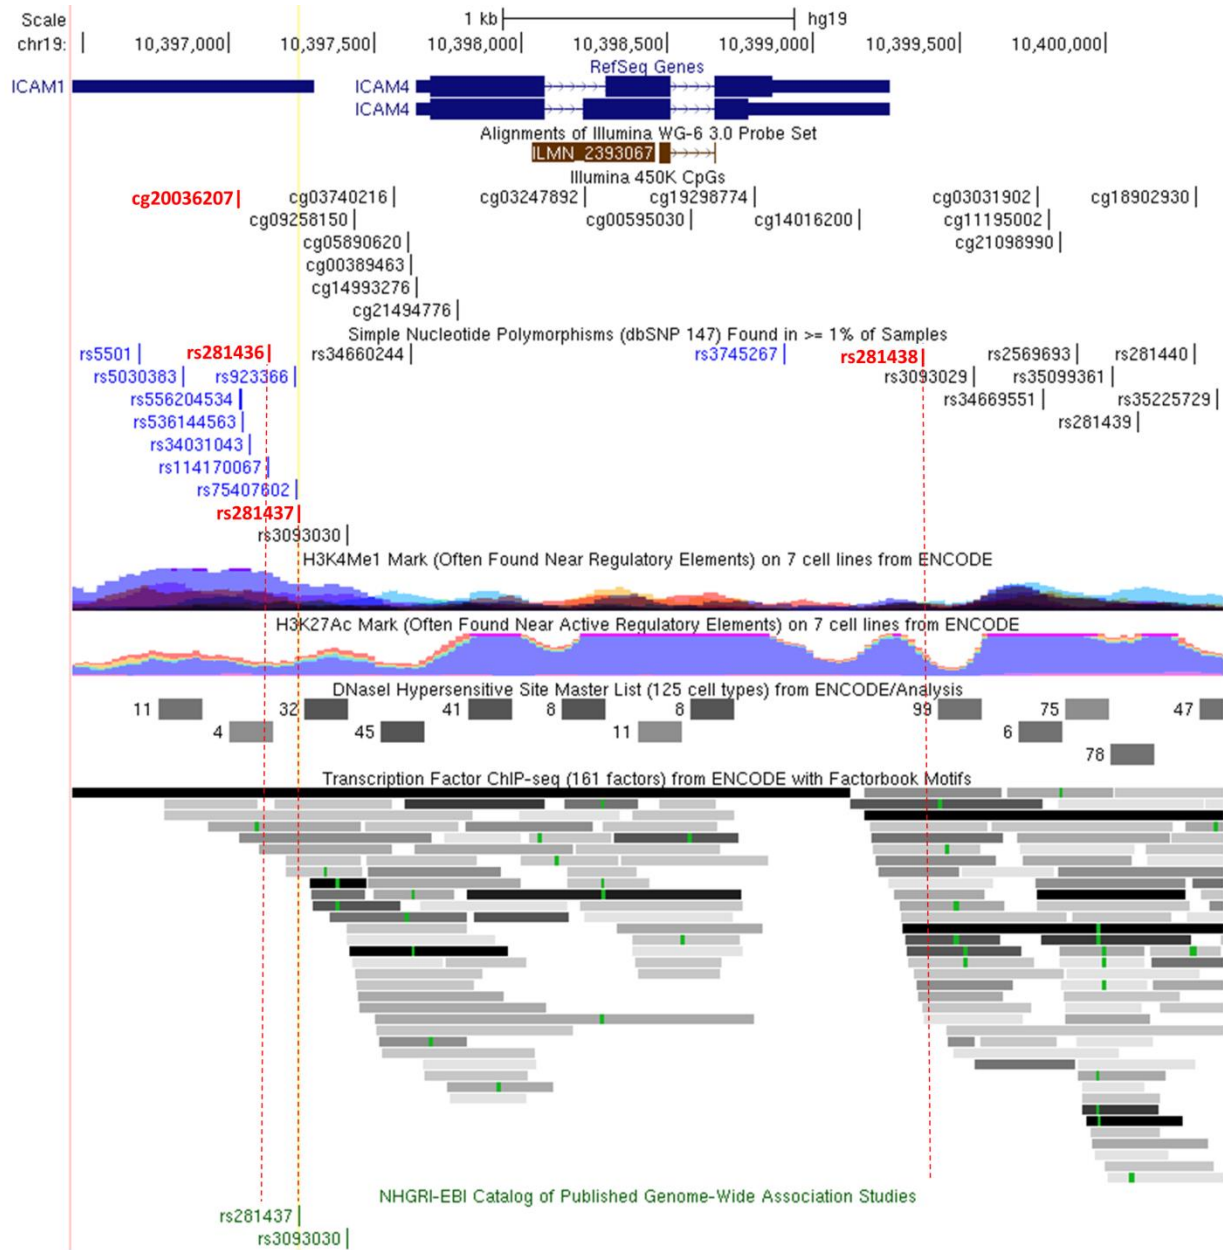 Scale 1 kb hg19
chr19: 10,397,000 10,397,500 10,398,000 10,398,500 10,399,000 10,399,500 10,400,000
RefSeq Genes
ICAM1 ICAM4
ICAM4
Alignments of Illumina WG-6 3.0 Probe Set
ILMN_2393067
Illumina 450K CpGs
cg20036207 cg03740216 cg03247892 cg19298774 cg03031902 cg18902930
cg09258150 cg00595030 cg14016200 cg11195002
cg05890620 cg21098990
cg00389463
cg14993276
cg21494776
Simple Nucleotide Polymorphisms (dbSNP 147) Found in >= 1% of Samples
rs5501 rs281436 rs34660244 rs3745267 rs281438 rs2569693 rs281440
rs5030383 rs923366 rs3093029 rs35099361
rs556204534 rs34669551 rs35225729
rs536144563 rs281439
rs34031043
rs114170067
rs75407602
rs281437
rs3093030
H3K4Me1 Mark (Often Found Near Regulatory Elements) on 7 cell lines from ENCODE
H3K27Ac Mark (Often Found Near Active Regulatory Elements) on 7 cell lines from ENCODE
DNaseI Hypersensitive Site Master List (125 cell types) from ENCODE/Analysis
11 32 41 8 8 99 75 47
4 45 11 6
78
Transcription Factor ChIP-seq (161 factors) from ENCODE with Factorbook Motifs
NHGRI-EBI Catalog of Published Genome-Wide Association Studies
rs281437
rs3093030